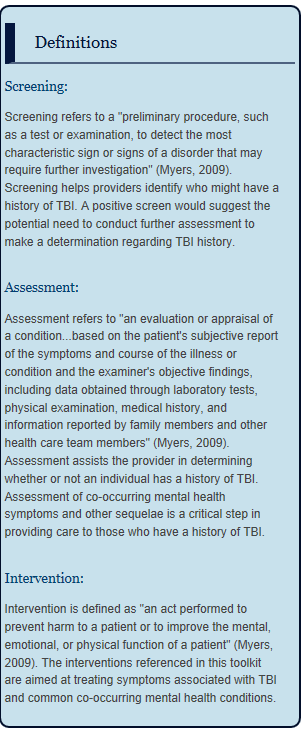 Definitions
Screening:
Screening refers to a "preliminary procedure, such
as a test or examination, to detect the most
characteristic sign or signs of a disorder that may
require further investigation" (Myers, 2009).
Screening helps providers identify who might have a
history of TBI. A positive screen would suggest the
potential need to conduct further assessment to
make a determination regarding TBI history.
Assessment:
Assessment refers to "an evaluation or appraisal of
a condition...based on the patient's subjective report
of the symptoms and course of the illness or
condition and the examiner's objective findings,
including data obtained through laboratory tests,
physical examination, medical history, and
information reported by family members and other
health care team members" (Myers, 2009).
Assessment assists the provider in determining
whether or not an individual has a history of TBI.
Assessment of co-occurring mental health
symptoms and other sequelae is a critical step in
providing care to those who have a history of TBI.
Intervention:
Intervention is defined as "an act performed to
prevent harm to a patient or to improve the mental,
emotional, or physical function of a patient" (Myers,
2009). The interventions referenced in this toolkit
are aimed at treating symptoms associated with TBI
and common co-occurring mental health conditions.